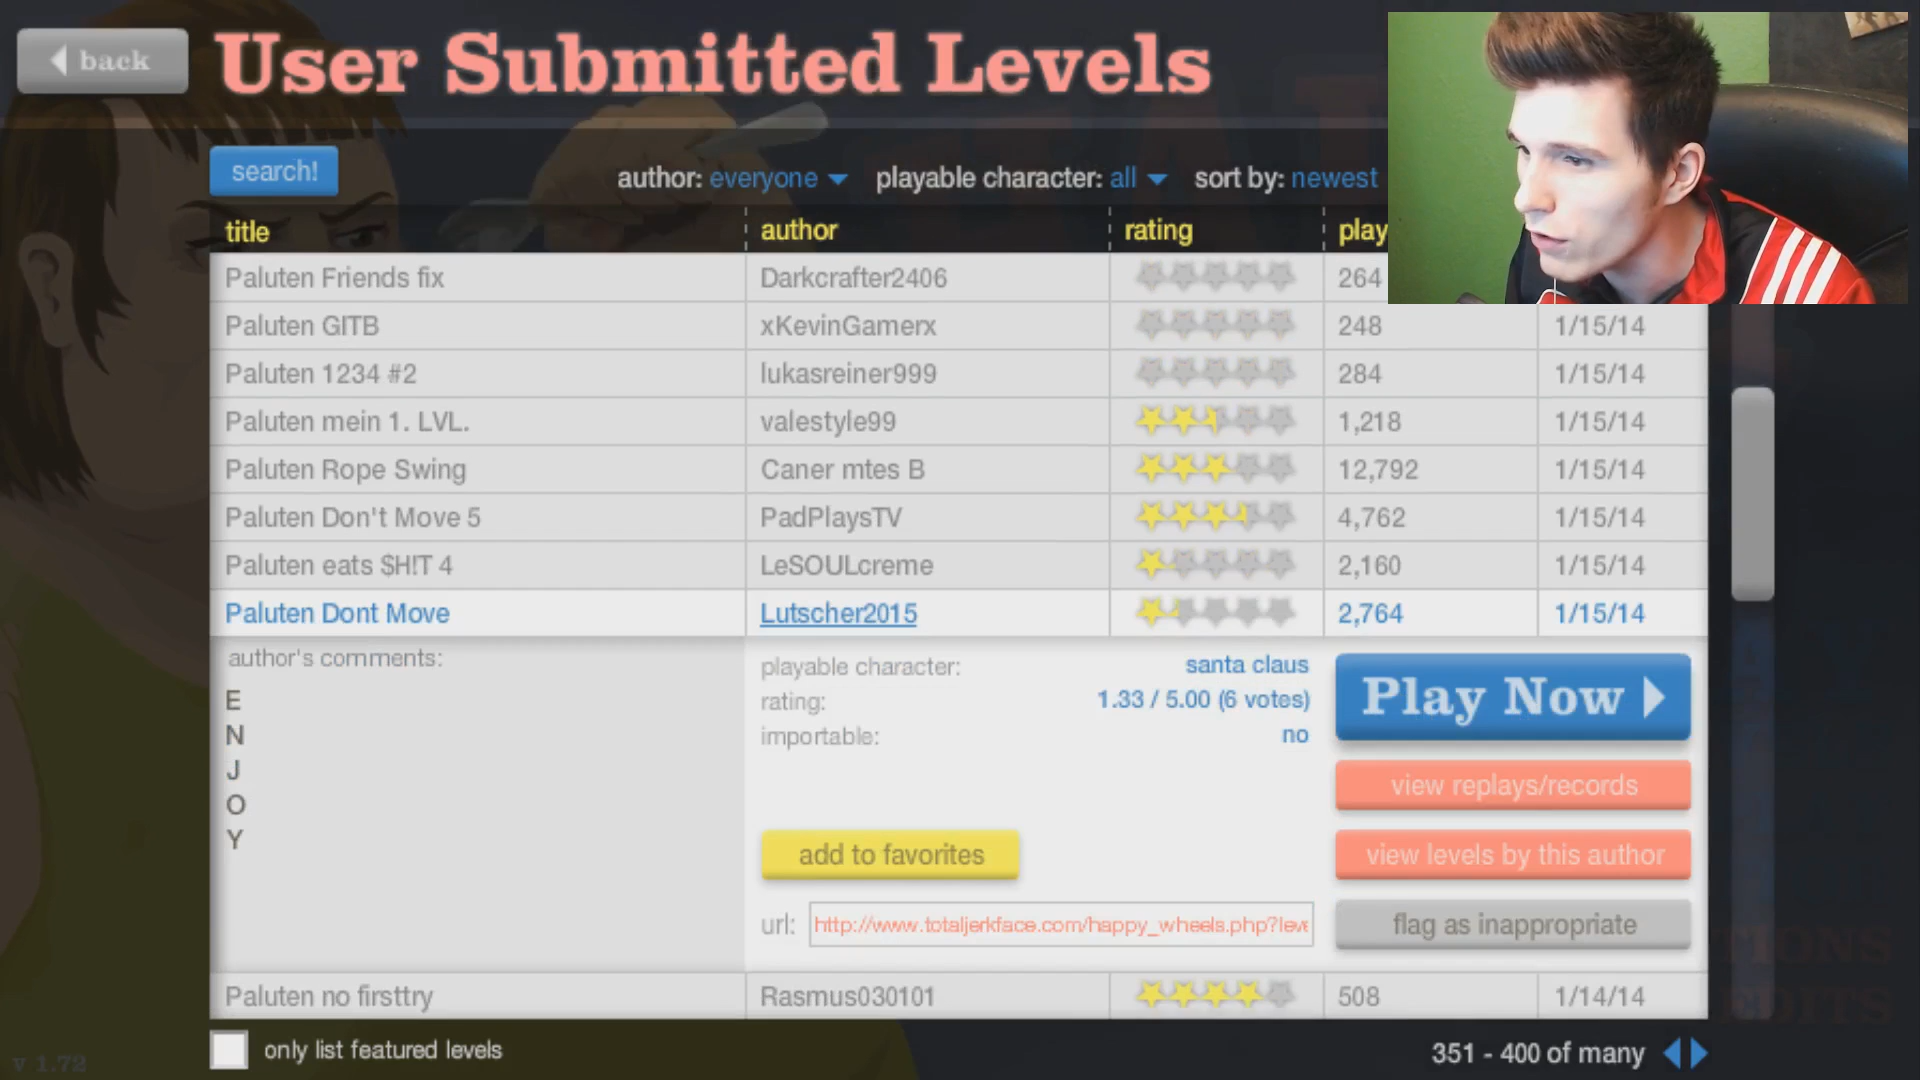 back
User Submitted Levels
search!
author: everyone playable character: all sort by: newest
title author rating play
Paluten Friends fix Darkcrafter2406 264
Paluten GITB xKevinGamerx 248 1/15/14
Paluten 1234 #2 lukasreiner999 284 1/15/14
Paluten mein 1. LVL. valestyle99 1,218 1/15/14
Paluten Rope Swing Caner mtes B 12,792 1/15/14
Paluten Don't Move 5 PadPlaysTV 4,762 1/15/14
Paluten eats $H!T 4 LeSOULcreme 2,160 1/15/14
Paluten Dont Move Lutscher2015 2,764 1/15/14
author's comments:
E
N
J
O
Y
playable character: santa claus
rating: 1.33 / 5.00 (6 votes)
importable: no
add to favorites
url: http://www.totaljerkface.com/happy_wheels.php?leve
Play Now
view replays/records
view levels by this author
flag as inappropriate
Paluten no firsttry Rasmus030101 508 1/14/14
only list featured levels
351 - 400 of many
v 1.72